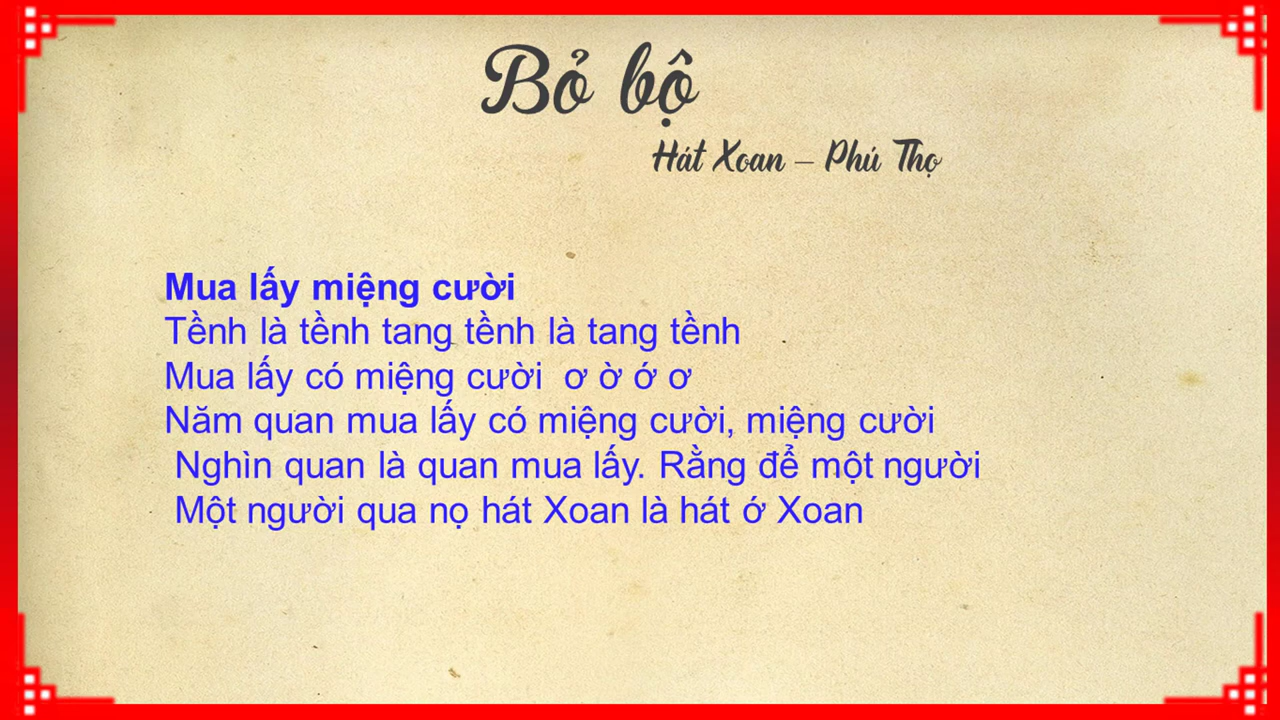 Bỏ bộ
Hát Xoan – Phú Thọ
Mua lấy miệng cười
Tềnh là tềnh tang tềnh là tang tềnh
Mua lấy có miệng cười ơ ờ ớ ơ
Năm quan mua lấy có miệng cười, miệng cười
Nghìn quan là quan mua lấy. Rằng để một người
Một người qua nọ hát Xoan là hát ớ Xoan